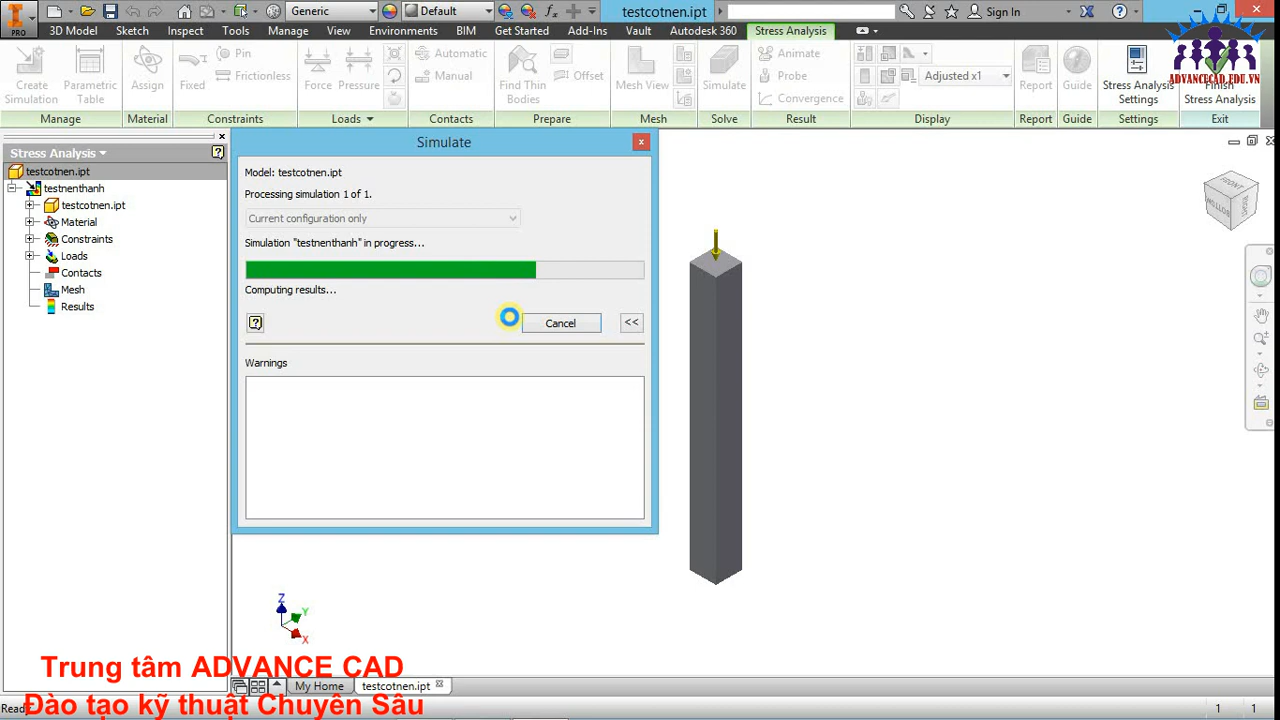 PRO
Generic
Default
testcotnen.ipt
Sign In
3D Model
Sketch
Inspect
Tools
Manage
View
Environments
BIM
Get Started
Add-Ins
Vault
Autodesk 360
Stress Analysis
Create Simulation
Parametric Table
Assign
Fixed
Pin
Frictionless
Force
Pressure
Automatic
Manual
Find Thin Bodies
Offset
Mesh View
Simulate
Animate
Probe
Convergence
Adjusted x1
Report
Guide
Stress Analysis Settings
Finish
Stress Analysis
ADVANCECAD.EDU.VN
Manage
Material
Constraints
Loads
Contacts
Prepare
Mesh
Solve
Result
Display
Report
Guide
Settings
Exit
Stress Analysis
testcotnen.ipt
testnenthanh
testcotnen.ipt
Material
Constraints
Loads
Contacts
Mesh
Results
Simulate
Model: testcotnen.ipt
Processing simulation 1 of 1.
Current configuration only
Simulation "testnenthanh" in progress...
Computing results...
Cancel
<<
Warnings
FRONT
BOTTOM
Z
Y
X
My Home
testcotnen.ipt
Trung tâm ADVANCE CAD
Đào tạo kỹ thuật Chuyên Sâu
Ready
1
1